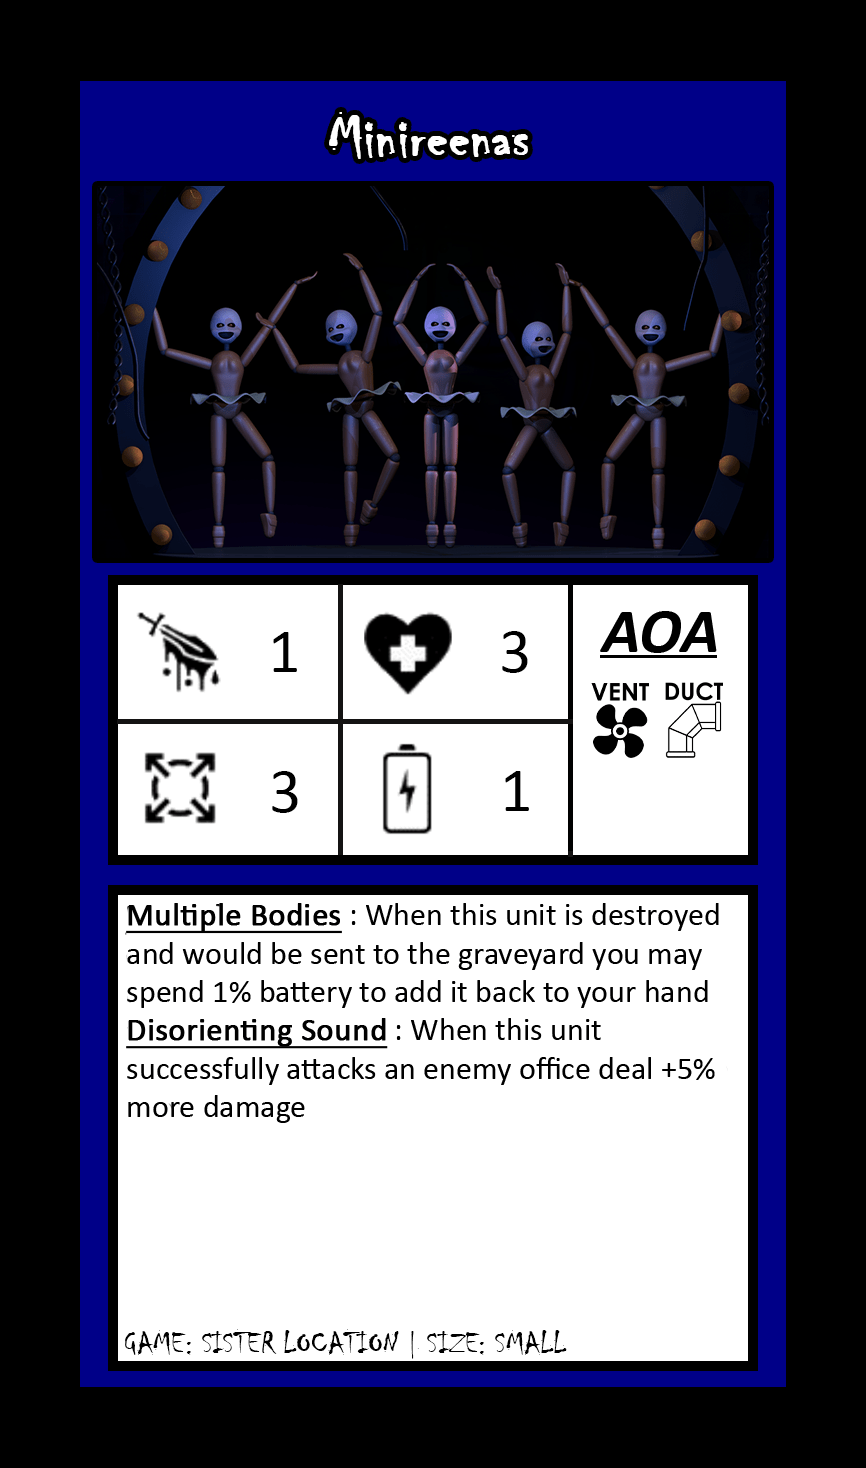 Minireenas
1
3
AOA
VENT DUCT
3
1
Multiple Bodies : When this unit is destroyed
and would be sent to the graveyard you may
spend 1% battery to add it back to your hand
Disorienting Sound : When this unit
successfully attacks an enemy office deal +5%
more damage
GAME: SISTER LOCATION | SIZE: SMALL